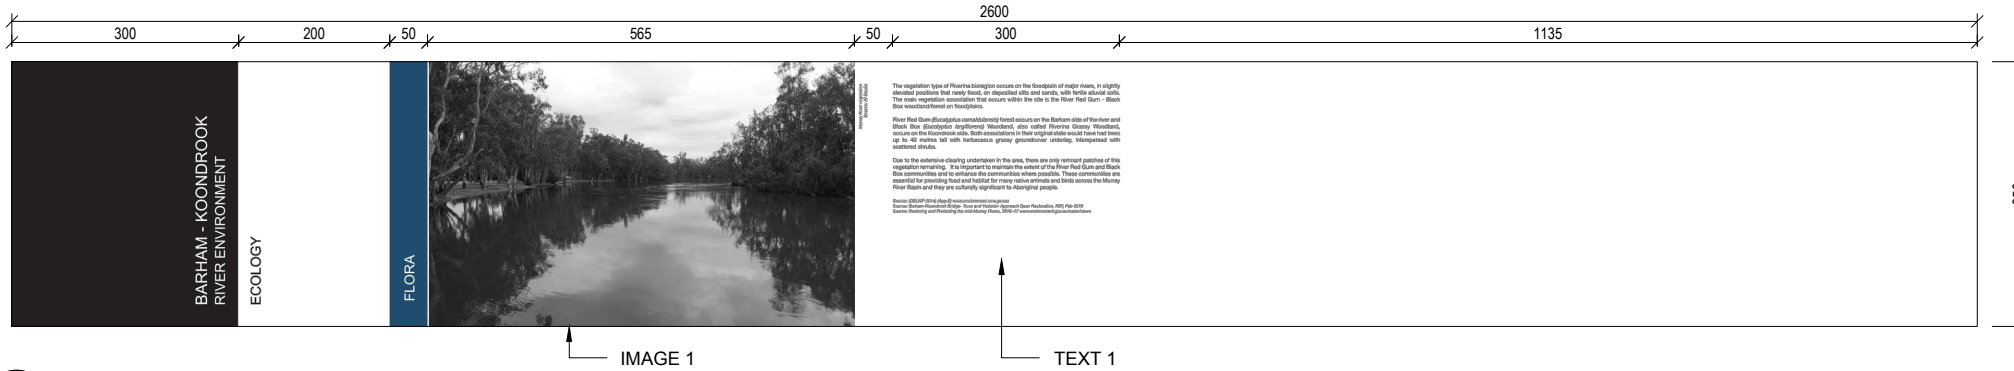 2600
300
200
50
565
50
300
1135
BARHAM - KOONDROOK
RIVER ENVIRONMENT
ECOLOGY
FLORA
The vegetation type of Riverina bioregion occurs on the floodplain of major rivers, in slightly
elevated positions that rarely flood, on deposited silts and sands, with fertile alluvial soils.
The main vegetation association that occurs within the site is the River Red Gum - Black
Box woodland/forest on floodplains.
River Red Gum (Eucalyptus camaldulensis) forest occurs on the Barham side of the river and
Black Box (Eucalyptus largiflorens) Woodland, also called Riverina Grassy Woodland,
occurs on the Koondrook side. Both associations in their original state would have had trees
up to 40 metres tall with herbaceous grassy groundcover underlay, interspersed with
scattered shrubs.
Due to the extensive clearing undertaken in the area, there are only remnant patches of this
vegetation remaining. It is important to maintain the extent of the River Red Gum and Black
Box communities and to enhance the communities where possible. These communities are
essential for providing food and habitat for many native animals and birds across the Murray
River Basin and they are culturally significant to Aboriginal people.
IMAGE 1
TEXT 1